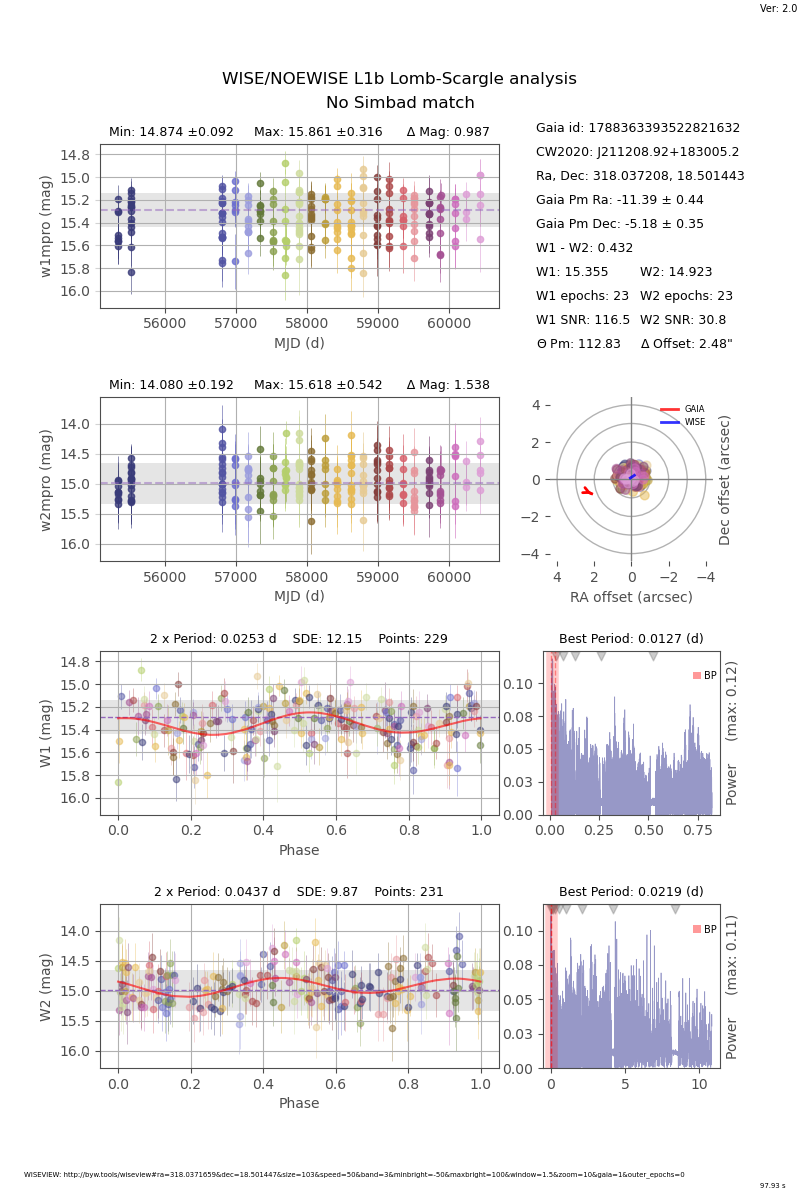 Ver: 2.0
WISE/NOEWISE L1b Lomb-Scargle analysis
No Simbad match
Min: 14.874 ±0.092 Max: 15.861 ±0.316 Δ Mag: 0.987
14.8
15.0
15.2
15.4
15.6
15.8
16.0
w1mpro (mag)
56000 57000 58000 59000 60000
MJD (d)
Gaia id: 1788363393522821632
CW2020: J211208.92+183005.2
Ra, Dec: 318.037208, 18.501443
Gaia Pm Ra: -11.39 ± 0.44
Gaia Pm Dec: -5.18 ± 0.35
W1 - W2: 0.432
W1: 15.355 W2: 14.923
W1 epochs: 23 W2 epochs: 23
W1 SNR: 116.5 W2 SNR: 30.8
Θ Pm: 112.83 Δ Offset: 2.48"
Min: 14.080 ±0.192 Max: 15.618 ±0.542 Δ Mag: 1.538
14.0
14.5
15.0
15.5
16.0
w2mpro (mag)
56000 57000 58000 59000 60000
MJD (d)
GAIA
WISE
4
2
0
−2
−4
4 2 0 −2 −4
RA offset (arcsec)
Dec offset (arcsec)
2 x Period: 0.0253 d SDE: 12.15 Points: 229
14.8
15.0
15.2
15.4
15.6
15.8
16.0
W1 (mag)
0.0 0.2 0.4 0.6 0.8 1.0
Phase
Best Period: 0.0127 (d)
BP
0.10
0.08
0.05
0.03
0.00
0.00 0.25 0.50 0.75
Power (max: 0.12)
2 x Period: 0.0437 d SDE: 9.87 Points: 231
14.0
14.5
15.0
15.5
16.0
W2 (mag)
0.0 0.2 0.4 0.6 0.8 1.0
Phase
Best Period: 0.0219 (d)
BP
0.10
0.08
0.05
0.03
0.00
0 5 10
Power (max: 0.11)
WISEVIEW: http://byw.tools/wiseview#ra=318.0371659&dec=18.501447&size=103&speed=50&band=3&minbright=-50&maxbright=100&window=1.5&zoom=10&gaia=1&outer_epochs=0
97.93 s